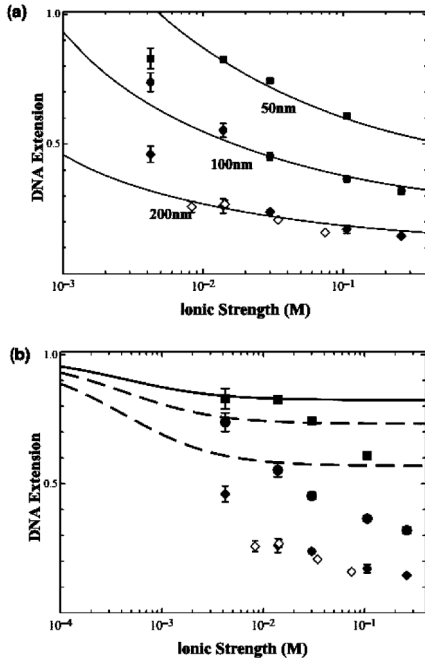 (a)
1.0
0.5
DNA Extension
50nm
100nm
200nm
10⁻³ 10⁻² 10⁻¹
Ionic Strength (M)
(b)
1.0
0.5
DNA Extension
10⁻⁴ 10⁻³ 10⁻² 10⁻¹
Ionic Strength (M)